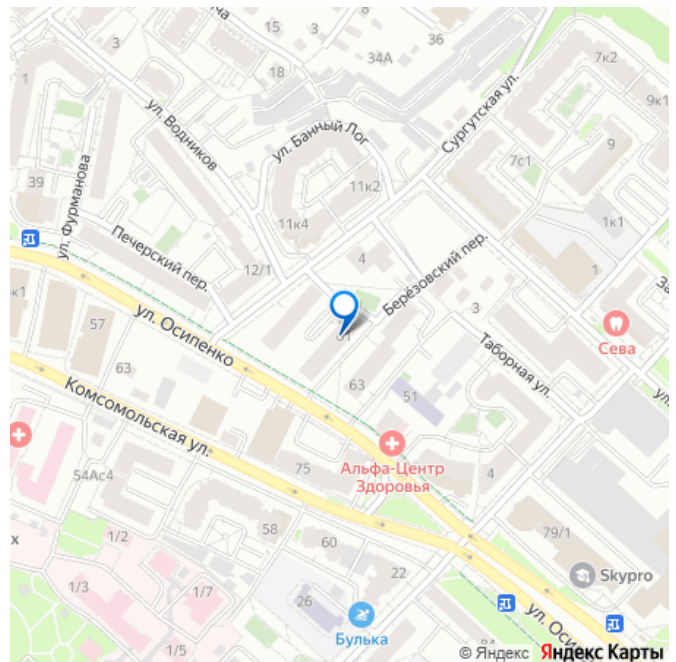 3
15
3
36
34А
18
7к2
9к1
1
ул. Водников
ул. Банный Лог
Сургутская ул.
7с1
9
39
ул. Фурманова
11к2
11к4
1к1
Печерский пер.
12/1
4
Берёзовский пер.
1
к1
57
ул. Осипенко
3
Сева
63
Таборная ул.
63
51
Комсомольская ул.
Альфа-Центр
Здоровья
75
4
54Ас4
58
79/1
х
1/2
60
22
Skypro
1/3
1/7
26
1/5
Булька
ул. Осип
© Яндекс Яндекс Карты